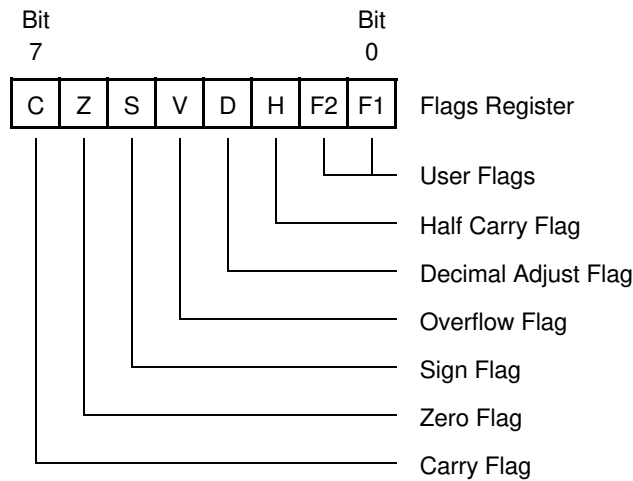 Bit Bit
7 0
C Z S V D H F2 F1 Flags Register
User Flags
Half Carry Flag
Decimal Adjust Flag
Overflow Flag
Sign Flag
Zero Flag
Carry Flag